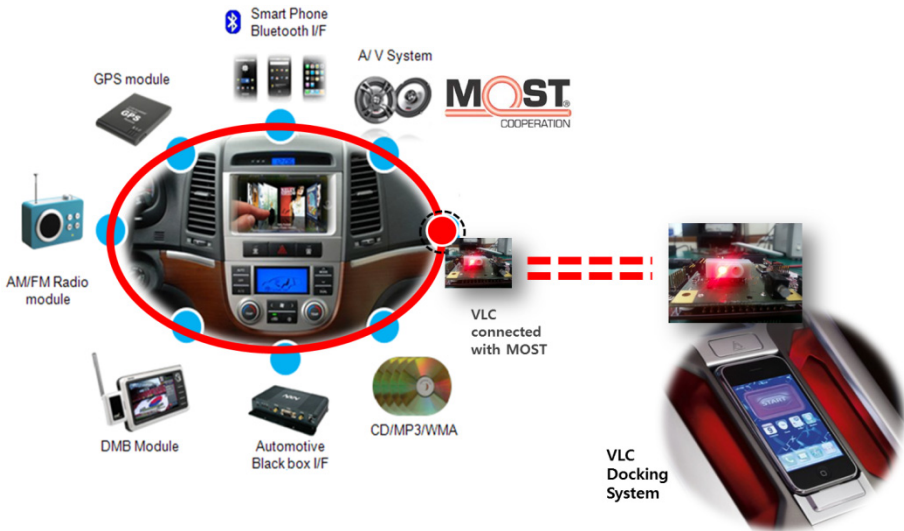 Smart Phone
Bluetooth I/F
A/ V System
GPS module
MOST®
COOPERATION
GPS
AM/FM Radio
module
VLC
connected
with MOST
DMB Module
Automotive
Black box I/F
CD/MP3/WMA
VLC
Docking
System
START